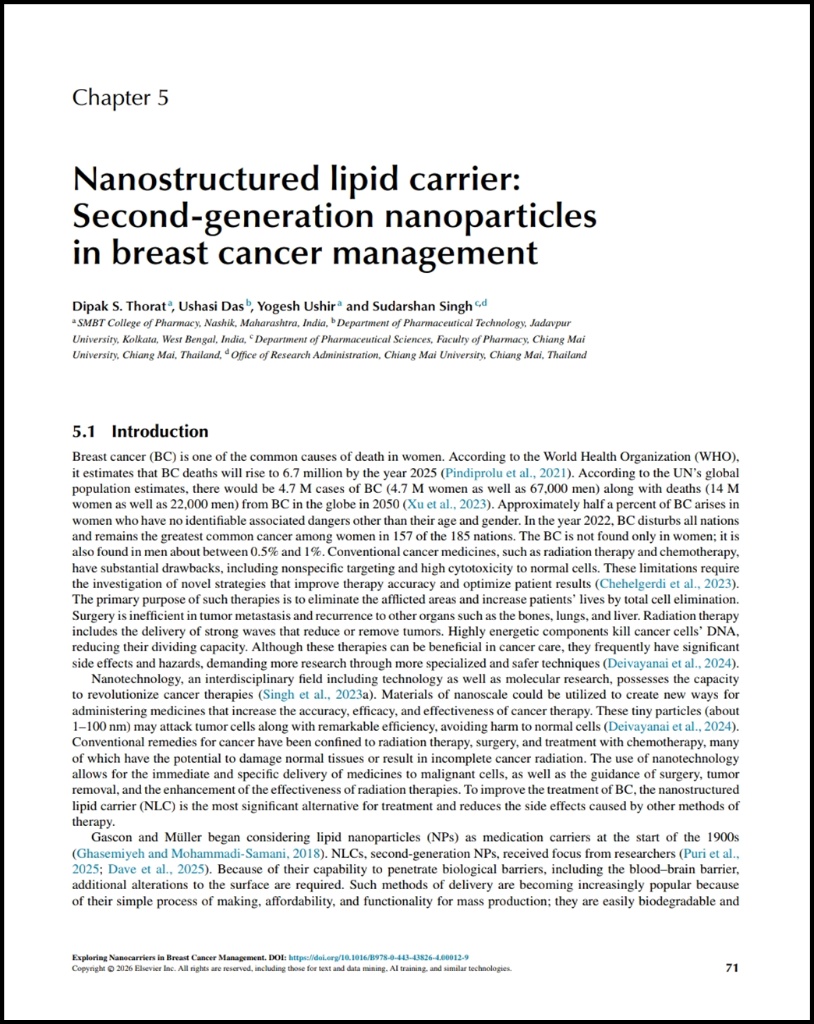 Chapter 5
Nanostructured lipid carrier:
Second-generation nanoparticles
in breast cancer management
Dipak S. Thorat a, Ushasi Das b, Yogesh Ushir a and Sudarshan Singh c,d
a SMBT College of Pharmacy, Nashik, Maharashtra, India, b Department of Pharmaceutical Technology, Jadavpur
University, Kolkata, West Bengal, India, c Department of Pharmaceutical Sciences, Faculty of Pharmacy, Chiang Mai
University, Chiang Mai, Thailand, d Office of Research Administration, Chiang Mai University, Chiang Mai, Thailand
5.1 Introduction
Breast cancer (BC) is one of the common causes of death in women. According to the World Health Organization (WHO),
it estimates that BC deaths will rise to 6.7 million by the year 2025 (Pindiprolu et al., 2021). According to the UN's global
population estimates, there would be 4.7 M cases of BC (4.7 M women as well as 67,000 men) along with deaths (14 M
women as well as 22,000 men) from BC in the globe in 2050 (Xu et al., 2023). Approximately half a percent of BC arises in
women who have no identifiable associated dangers other than their age and gender. In the year 2022, BC disturbs all nations
and remains the greatest common cancer among women in 157 of the 185 nations. The BC is not found only in women; it is
also found in men about between 0.5% and 1%. Conventional cancer medicines, such as radiation therapy and chemotherapy,
have substantial drawbacks, including nonspecific targeting and high cytotoxicity to normal cells. These limitations require
the investigation of novel strategies that improve therapy accuracy and optimize patient results (Chehelgerdi et al., 2023).
The primary purpose of such therapies is to eliminate the afflicted areas and increase patients' lives by total cell elimination.
Surgery is inefficient in tumor metastasis and recurrence to other organs such as the bones, lungs, and liver. Radiation therapy
includes the delivery of strong waves that reduce or remove tumors. Highly energetic components kill cancer cells' DNA,
reducing their dividing capacity. Although these therapies can be beneficial in cancer care, they frequently have significant
side effects and hazards, demanding more research through more specialized and safer techniques (Deivayanai et al., 2024).
Nanotechnology, an interdisciplinary field including technology as well as molecular research, possesses the capacity
to revolutionize cancer therapies (Singh et al., 2023a). Materials of nanoscale could be utilized to create new ways for
administering medicines that increase the accuracy, efficacy, and effectiveness of cancer therapy. These tiny particles (about
1–100 nm) may attack tumor cells along with remarkable efficiency, avoiding harm to normal cells (Deivayanai et al., 2024).
Conventional remedies for cancer have been confined to radiation therapy, surgery, and treatment with chemotherapy, many
of which have the potential to damage normal tissues or result in incomplete cancer radiation. The use of nanotechnology
allows for the immediate and specific delivery of medicines to malignant cells, as well as the guidance of surgery, tumor
removal, and the enhancement of the effectiveness of radiation therapies. To improve the treatment of BC, the nanostructured
lipid carrier (NLC) is the most significant alternative for treatment and reduces the side effects caused by other methods of
therapy.
Gascon and Müller began considering lipid nanoparticles (NPs) as medication carriers at the start of the 1900s
(Ghasemiyeh and Mohammadi-Samani, 2018). NLCs, second-generation NPs, received focus from researchers (Puri et al.,
2025; Dave et al., 2025). Because of their capability to penetrate biological barriers, including the blood–brain barrier,
additional alterations to the surface are required. Such methods of delivery are becoming increasingly popular because
of their simple process of making, affordability, and functionality for mass production; they are easily biodegradable and
Exploring Nanocarriers in Breast Cancer Management. DOI: https://doi.org/10.1016/B978-0-443-43826-4.00012-9
Copyright © 2026 Elsevier Inc. All rights are reserved, including those for text and data mining, AI training, and similar technologies.
71